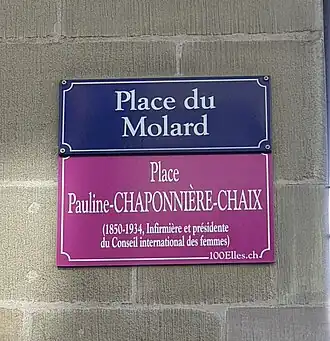 Place du
Molard
Place
Pauline-CHAPONNIÈRE-CHAIX
(1850-1934, Infirmière et présidente
du Conseil international des femmes)
100Elles.ch